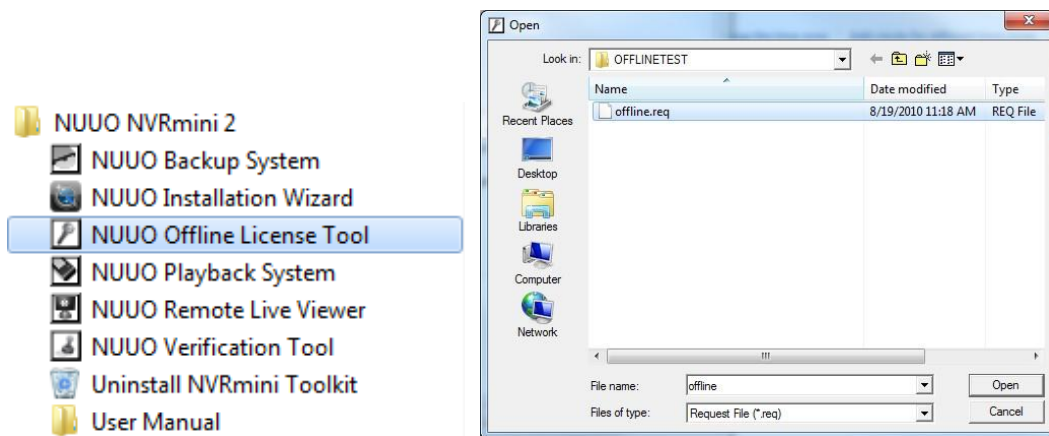 NUUO NVRmini 2
NUUO Backup System
NUUO Installation Wizard
NUUO Offline License Tool
NUUO Playback System
NUUO Remote Live Viewer
NUUO Verification Tool
Uninstall NVRmini Toolkit
User Manual
Open
Look in: OFFLINETEST
Name Date modified Type
offline.req 8/19/2010 11:18 AM REQ File
Recent Places
Desktop
Libraries
Computer
Network
File name: offline Open
Files of type: Request File (*.req) Cancel